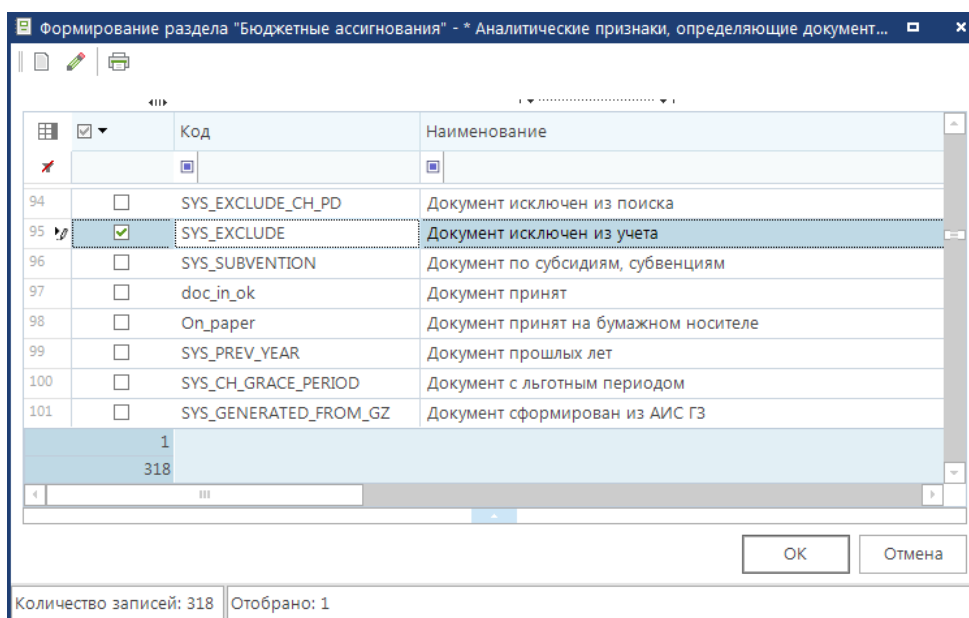 Формирование раздела "Бюджетные ассигнования" - * Аналитические признаки, определяющие документ...
Код Наименование
94 SYS_EXCLUDE_CH_PD Документ исключен из поиска
95 SYS_EXCLUDE Документ исключен из учета
96 SYS_SUBVENTION Документ по субсидиям, субвенциям
97 doc_in_ok Документ принят
98 On_paper Документ принят на бумажном носителе
99 SYS_PREV_YEAR Документ прошлых лет
100 SYS_CH_GRACE_PERIOD Документ с льготным периодом
101 SYS_GENERATED_FROM_GZ Документ сформирован из АИС ГЗ
1
318
ОК Отмена
Количество записей: 318 Отобрано: 1